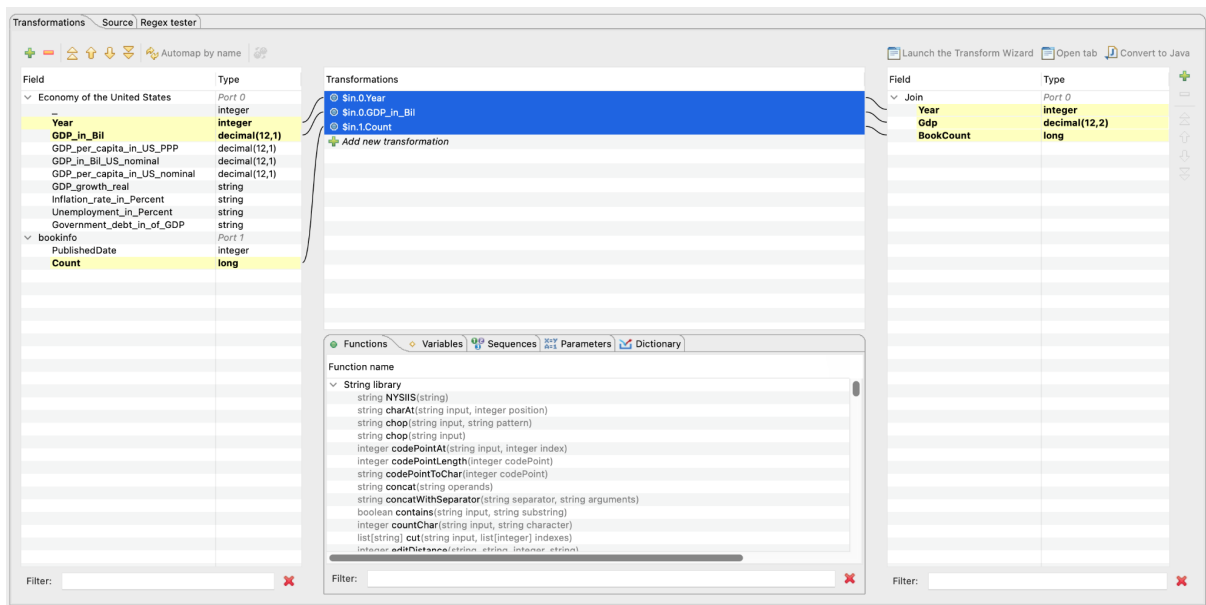 Transformations Source Regex tester
Automap by name Launch the Transform Wizard Open tab Convert to Java
Field Type
Economy of the United States Port 0
_ integer
Year integer
GDP_in_Bil decimal(12,1)
GDP_per_capita_in_US_PPP decimal(12,1)
GDP_in_Bil_US_nominal decimal(12,1)
GDP_per_capita_in_US_nominal decimal(12,1)
GDP_growth_real string
Inflation_rate_in_Percent string
Unemployment_in_Percent string
Government_debt_in_of_GDP string
bookinfo Port 1
PublishedDate integer
Count long
Filter:
Transformations
$in.0.Year
$in.0.GDP_in_Bil
$in.1.Count
Add new transformation
Functions Variables Sequences Parameters Dictionary
Function name
String library
string NYSIIS(string)
string charAt(string input, integer position)
string chop(string input, string pattern)
string chop(string input)
integer codePointAt(string input, integer index)
integer codePointLength(integer codePoint)
string codePointToChar(integer codePoint)
string concat(string operands)
string concatWithSeparator(string separator, string arguments)
boolean contains(string input, string substring)
integer countChar(string input, string character)
list[string] cut(string input, list[integer] indexes)
integer editDistance(string, string, integer, string)
Filter:
Field Type
Join Port 0
Year integer
Gdp decimal(12,2)
BookCount long
Filter: